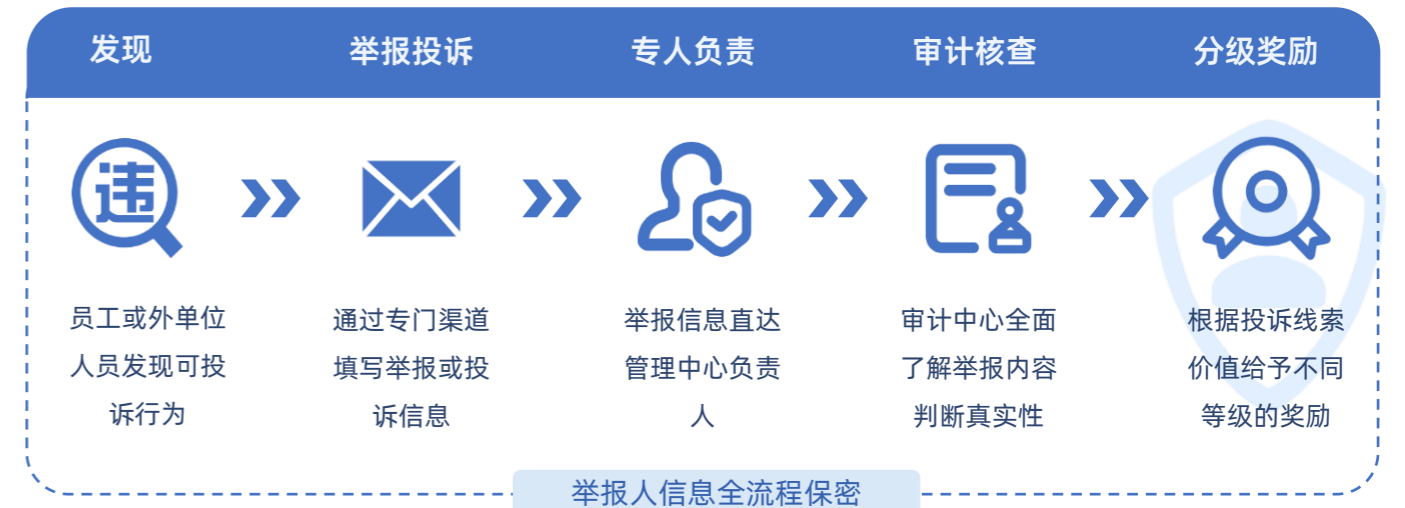 发现
举报投诉
专人负责
审计核查
分级奖励
违
员工或外单位
人员发现可投
诉行为
通过专门渠道
填写举报或投
诉信息
举报信息直达
管理中心负责
人
审计中心全面
了解举报内容
判断真实性
根据投诉线索
价值给予不同
等级的奖励
举报人信息全流程保密